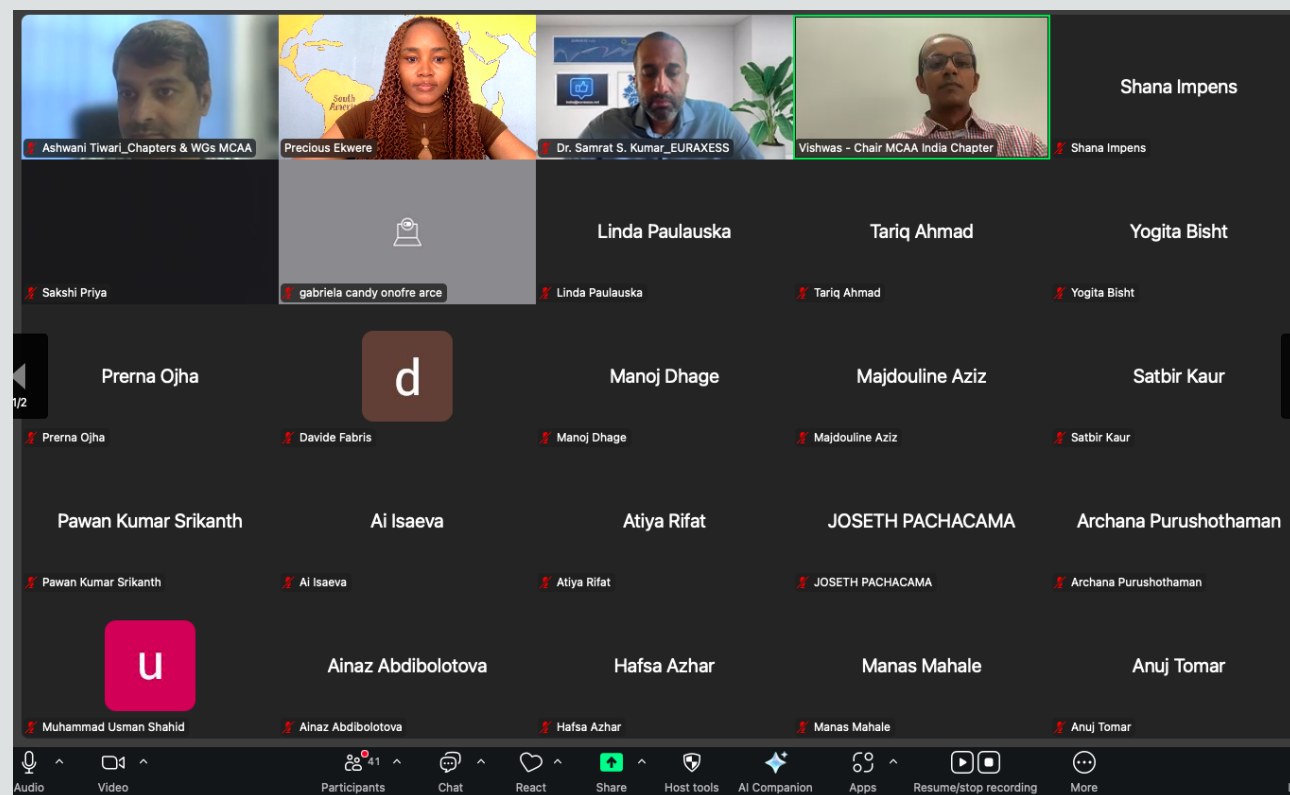 South
America
Ashwani Tiwari_Chapters & WGs MCAA
Precious Ekwere
Dr. Samrat S. Kumar_EURAXESS
Vishwas - Chair MCAA India Chapter
Shana Impens
Shana Impens
Sakshi Priya
gabriela candy onofre arce
Linda Paulauska
Linda Paulauska
Tariq Ahmad
Tariq Ahmad
Yogita Bisht
Yogita Bisht
1/2
Prerna Ojha
Prerna Ojha
d
Davide Fabris
Manoj Dhage
Manoj Dhage
Majdouline Aziz
Majdouline Aziz
Satbir Kaur
Satbir Kaur
Pawan Kumar Srikanth
Pawan Kumar Srikanth
Ai Isaeva
Ai Isaeva
Atiya Rifat
Atiya Rifat
JOSETH PACHACAMA
JOSETH PACHACAMA
Archana Purushothaman
Archana Purushothaman
u
Muhammad Usman Shahid
Ainaz Abdibolotova
Ainaz Abdibolotova
Hafsa Azhar
Hafsa Azhar
Manas Mahale
Manas Mahale
Anuj Tomar
Anuj Tomar
41
Audio
Video
Participants
Chat
React
Share
Host tools
AI Companion
Apps
Resume/stop recording
More